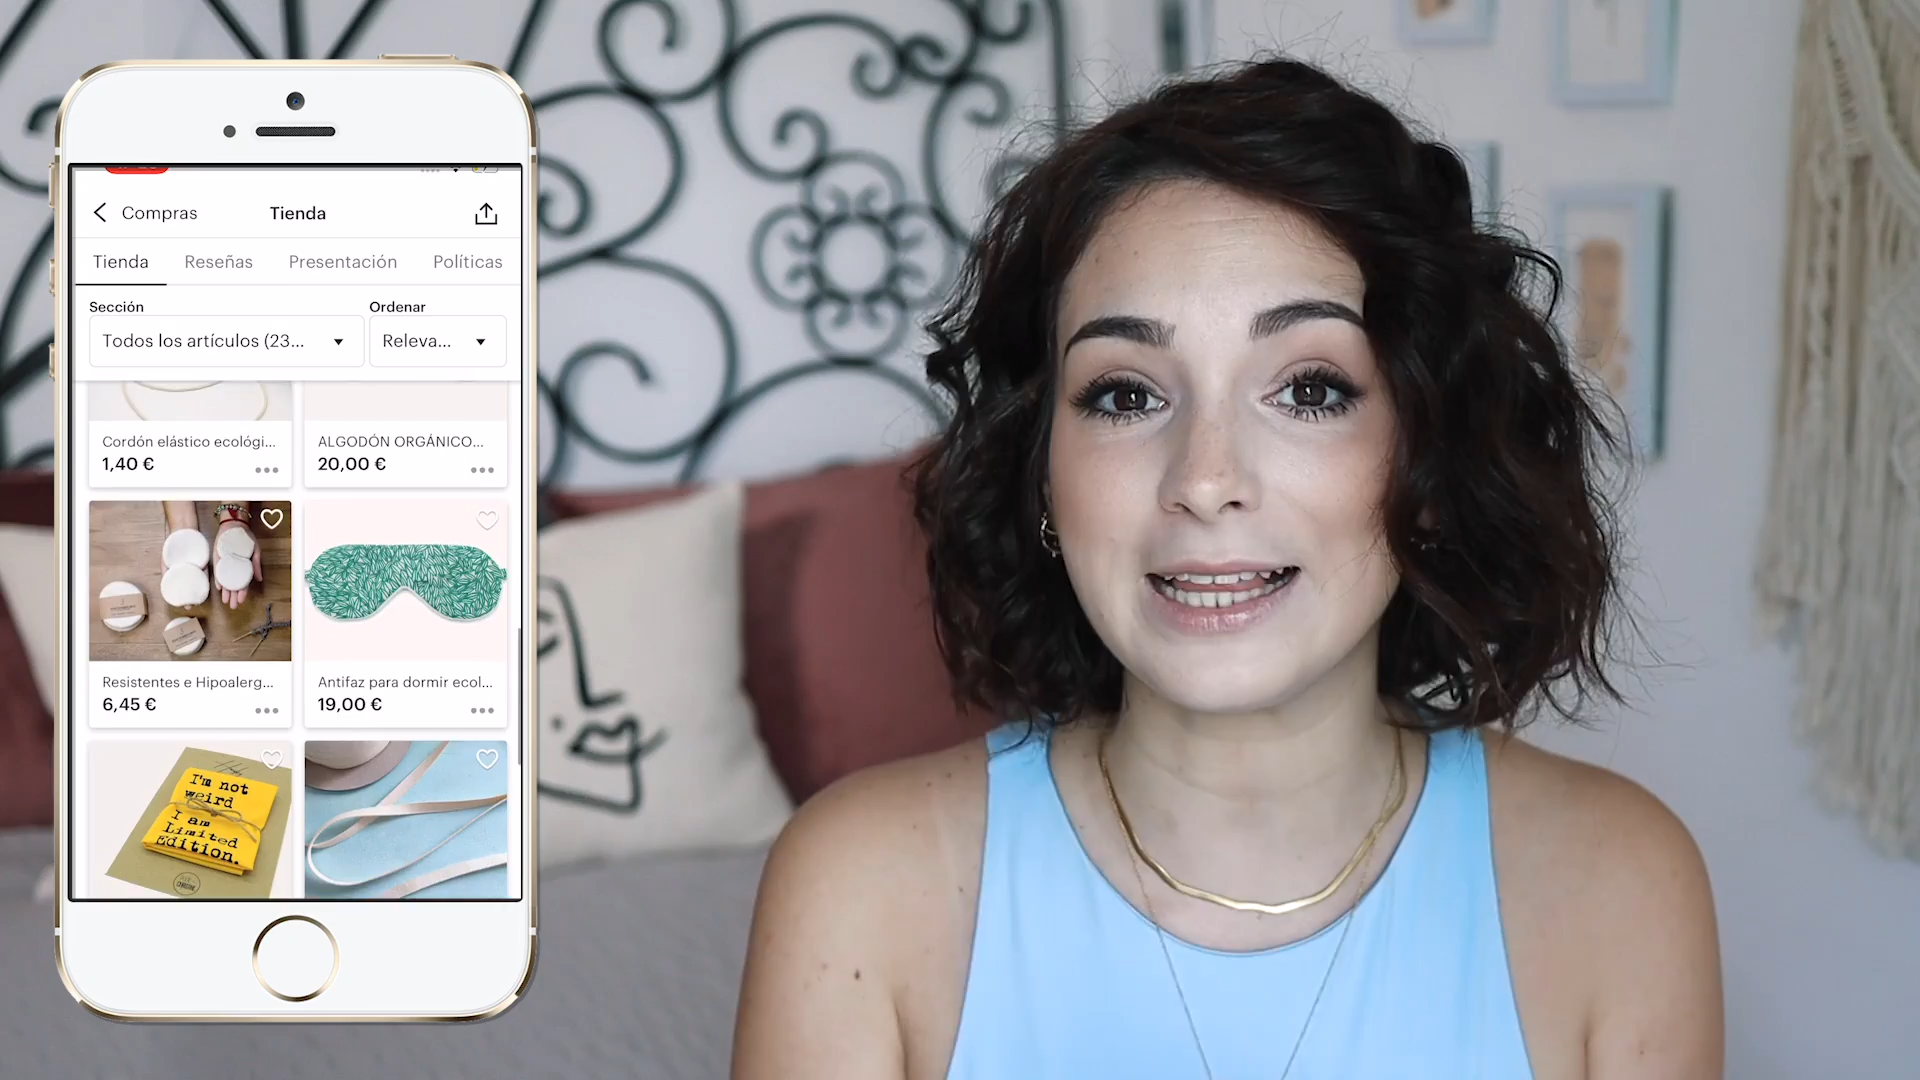 Compras
Tienda
Tienda
Reseñas
Presentación
Políticas
Sección
Ordenar
Todos los artículos (23...
Releva...
Cordón elástico ecológi...
1,40 €
ALGODÓN ORGÁNICO...
20,00 €
Resistentes e Hipoalerg...
6,45 €
Antifaz para dormir ecol...
19,00 €
I'm not
weird
I am
Limited
Edition.